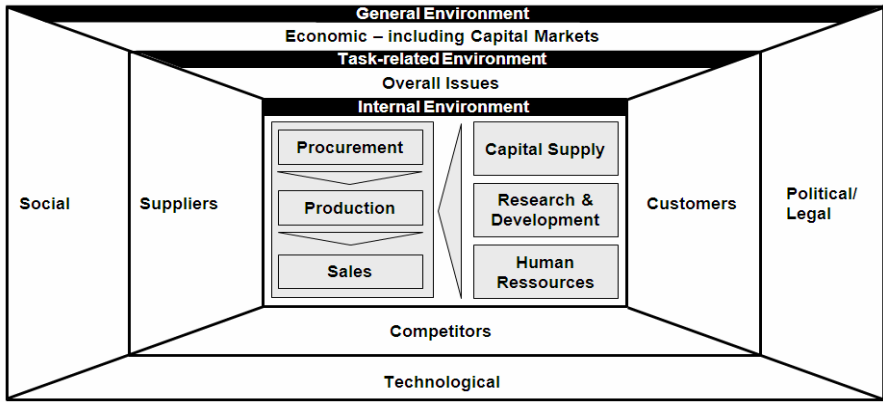 General Environment
Economic – including Capital Markets
Task-related Environment
Overall Issues
Internal Environment
Procurement
Production
Sales
Capital Supply
Research &
Development
Human
Ressources
Social
Suppliers
Customers
Political/
Legal
Competitors
Technological